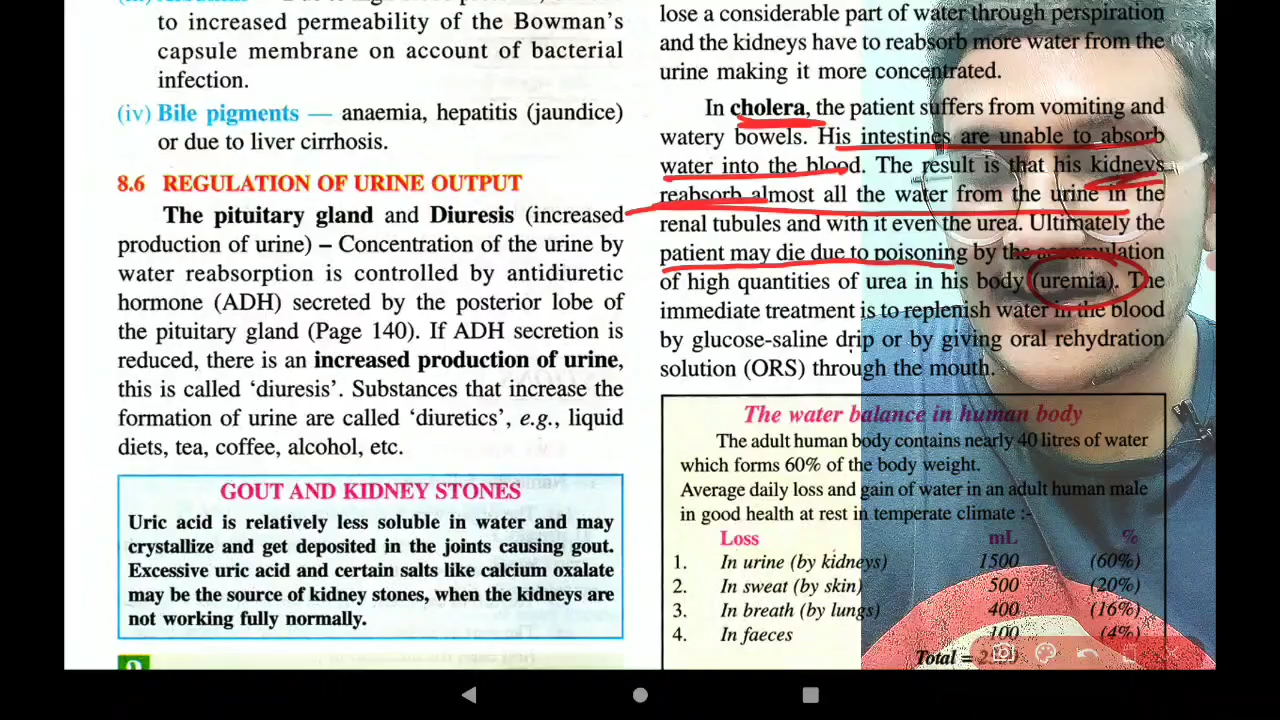 to increased permeability of the Bowman's
capsule membrane on account of bacterial
infection.
(iv) Bile pigments — anaemia, hepatitis (jaundice)
or due to liver cirrhosis.
8.6 REGULATION OF URINE OUTPUT
The pituitary gland and Diuresis (increased
production of urine) – Concentration of the urine by
water reabsorption is controlled by antidiuretic
hormone (ADH) secreted by the posterior lobe of
the pituitary gland (Page 140). If ADH secretion is
reduced, there is an increased production of urine,
this is called ‘diuresis’. Substances that increase the
formation of urine are called ‘diuretics’, e.g., liquid
diets, tea, coffee, alcohol, etc.
GOUT AND KIDNEY STONES
Uric acid is relatively less soluble in water and may
crystallize and get deposited in the joints causing gout.
Excessive uric acid and certain salts like calcium oxalate
may be the source of kidney stones, when the kidneys are
not working fully normally.
lose a considerable part of water through perspiration
and the kidneys have to reabsorb more water from the
urine making it more concentrated.
In cholera, the patient suffers from vomiting and
watery bowels. His intestines are unable to absorb
water into the blood. The result is that his kidneys
reabsorb almost all the water from the urine in the
renal tubules and with it even the urea. Ultimately the
patient may die due to poisoning by the accumulation
of high quantities of urea in his body (uremia). The
immediate treatment is to replenish water in the blood
by glucose-saline drip or by giving oral rehydration
solution (ORS) through the mouth.
The water balance in human body
The adult human body contains nearly 40 litres of water
which forms 60% of the body weight.
Average daily loss and gain of water in an adult human male
in good health at rest in temperate climate :-
Loss mL %
1. In urine (by kidneys) 1500 (60%)
2. In sweat (by skin) 500 (20%)
3. In breath (by lungs) 400 (16%)
4. In faeces 100 (4%)
Total =